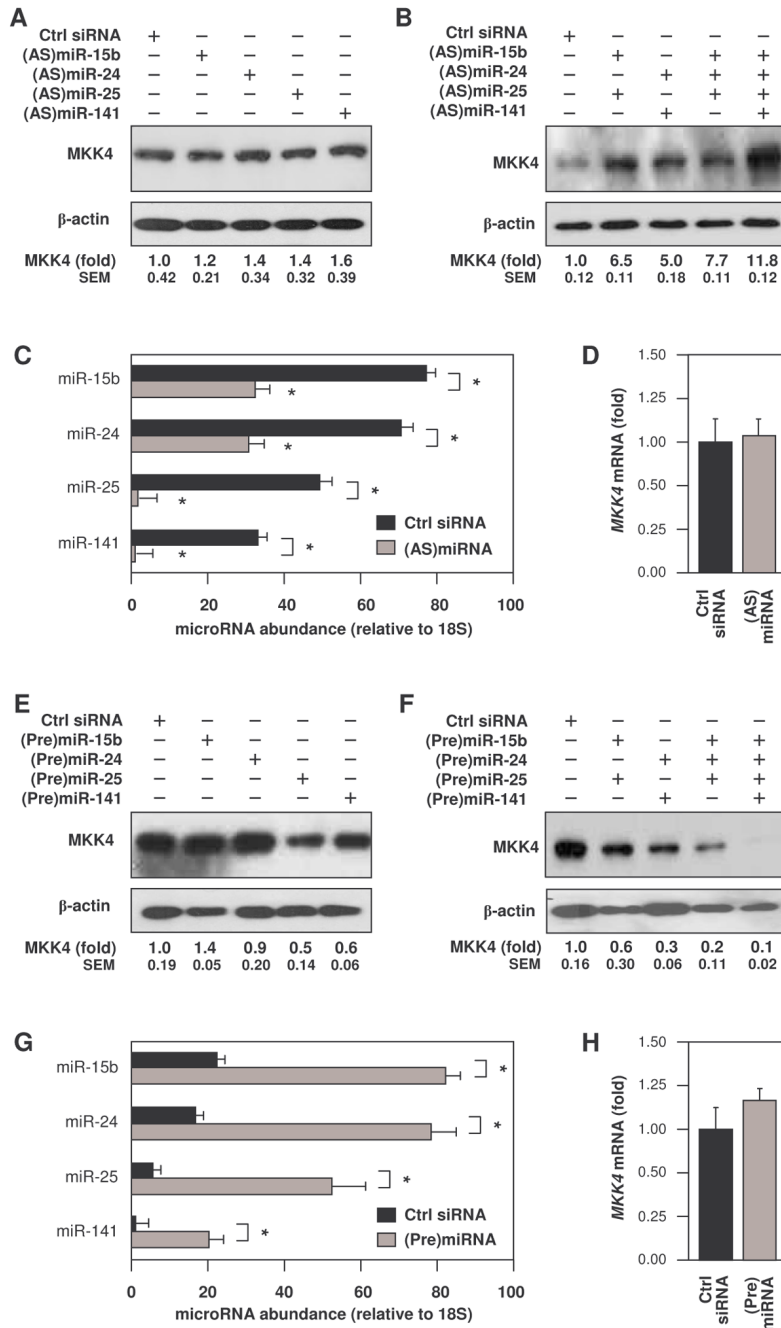 A
Ctrl siRNA + – – – –
(AS)miR-15b – + – – –
(AS)miR-24 – – + – –
(AS)miR-25 – – – + –
(AS)miR-141 – – – – +
MKK4
β-actin
MKK4 (fold) 1.0 1.2 1.4 1.4 1.6
SEM 0.42 0.21 0.34 0.32 0.39
B
Ctrl siRNA + – – – –
(AS)miR-15b – + – + +
(AS)miR-24 – – + + +
(AS)miR-25 – + – + +
(AS)miR-141 – – + – +
MKK4
β-actin
MKK4 (fold) 1.0 6.5 5.0 7.7 11.8
SEM 0.12 0.11 0.18 0.11 0.12
C
miR-15b * *
miR-24 * *
miR-25 * *
miR-141 * *
Ctrl siRNA
(AS)miRNA
0 20 40 60 80 100
microRNA abundance (relative to 18S)
D
MKK4 mRNA (fold)
1.50
1.25
1.00
0.50
0.25
0.00
Ctrl siRNA
(AS) miRNA
E
Ctrl siRNA + – – – –
(Pre)miR-15b – + – – –
(Pre)miR-24 – – + – –
(Pre)miR-25 – – – + –
(Pre)miR-141 – – – – +
MKK4
β-actin
MKK4 (fold) 1.0 1.4 0.9 0.5 0.6
SEM 0.19 0.05 0.20 0.14 0.06
F
Ctrl siRNA + – – – –
(Pre)miR-15b – + – + +
(Pre)miR-24 – – + + +
(Pre)miR-25 – + – + +
(Pre)miR-141 – – + – +
MKK4
β-actin
MKK4 (fold) 1.0 0.6 0.3 0.2 0.1
SEM 0.16 0.30 0.06 0.11 0.02
G
miR-15b *
miR-24 *
miR-25 *
miR-141 *
Ctrl siRNA
(Pre)miRNA
0 20 40 60 80 100
microRNA abundance (relative to 18S)
H
MKK4 mRNA (fold)
1.50
1.25
1.00
0.50
0.25
0.00
Ctrl siRNA
(Pre) miRNA